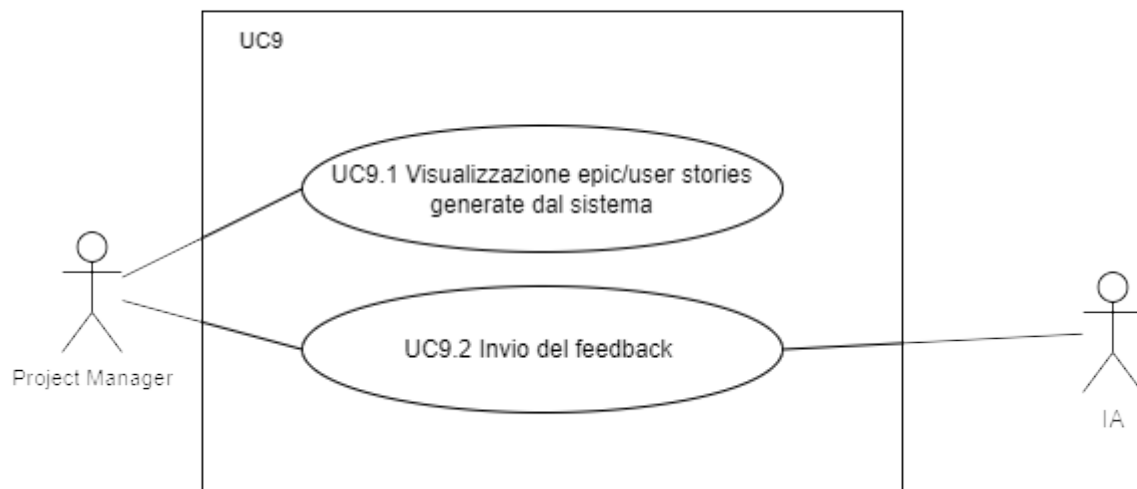 UC9
UC9.1 Visualizzazione epic/user stories
generate dal sistema
UC9.2 Invio del feedback
Project Manager
IA